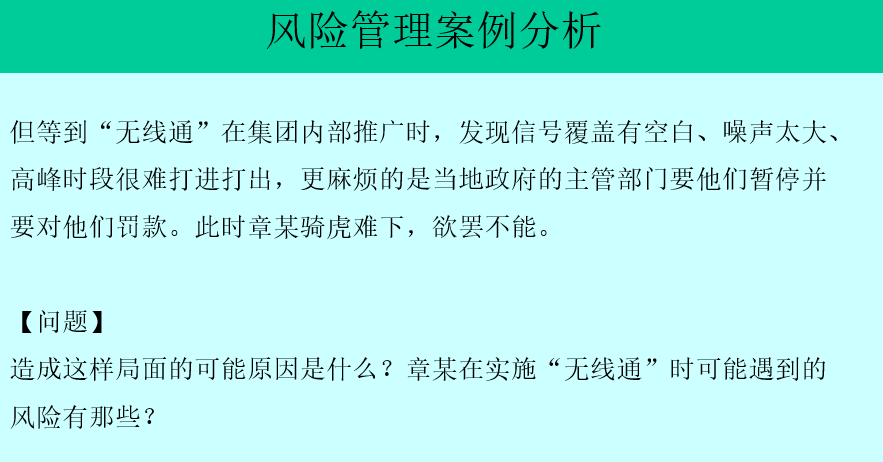 风险管理案例分析
但等到“无线通”在集团内部推广时，发现信号覆盖有空白、噪声太大、
高峰时段很难打进打出，更麻烦的是当地政府的主管部门要他们暂停并
要对他们罚款。此时章某骑虎难下，欲罢不能。
【问题】
造成这样局面的可能原因是什么？章某在实施“无线通”时可能遇到的
风险有那些？